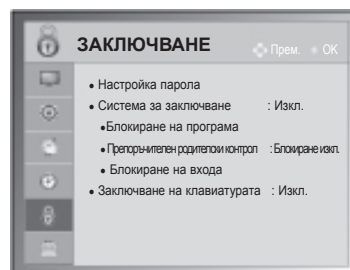 ЗАКЛЮЧВАНЕ
Прем. OK
• Настройка парола
• Система за заключване : Изкл.
•Блокиране на програма
•Препоръчителен родителски контрол : Блокиране изкл.
• Блокиране на входа
• Заключване на клавиатурата : Изкл.